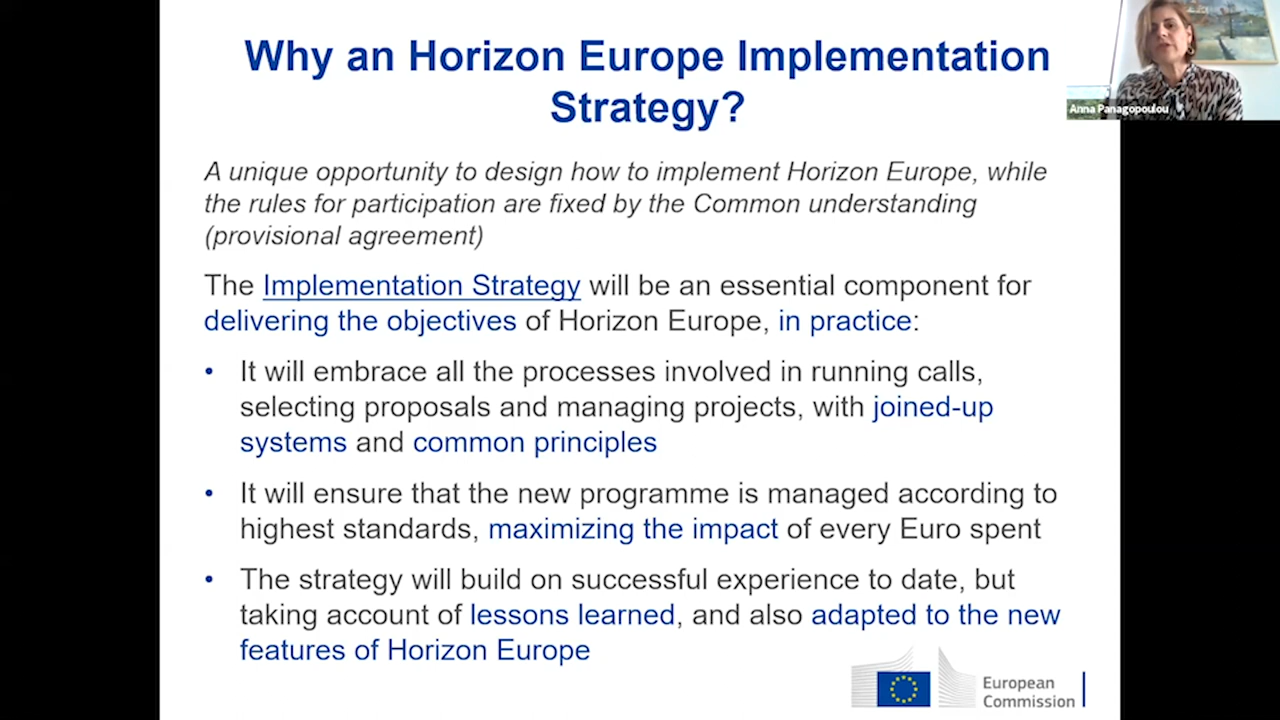 Why an Horizon Europe Implementation
Strategy?
Anna Panagopoulou
A unique opportunity to design how to implement Horizon Europe, while
the rules for participation are fixed by the Common understanding
(provisional agreement)
The Implementation Strategy will be an essential component for
delivering the objectives of Horizon Europe, in practice:
• It will embrace all the processes involved in running calls,
selecting proposals and managing projects, with joined-up
systems and common principles
• It will ensure that the new programme is managed according to
highest standards, maximizing the impact of every Euro spent
• The strategy will build on successful experience to date, but
taking account of lessons learned, and also adapted to the new
features of Horizon Europe
European
Commission